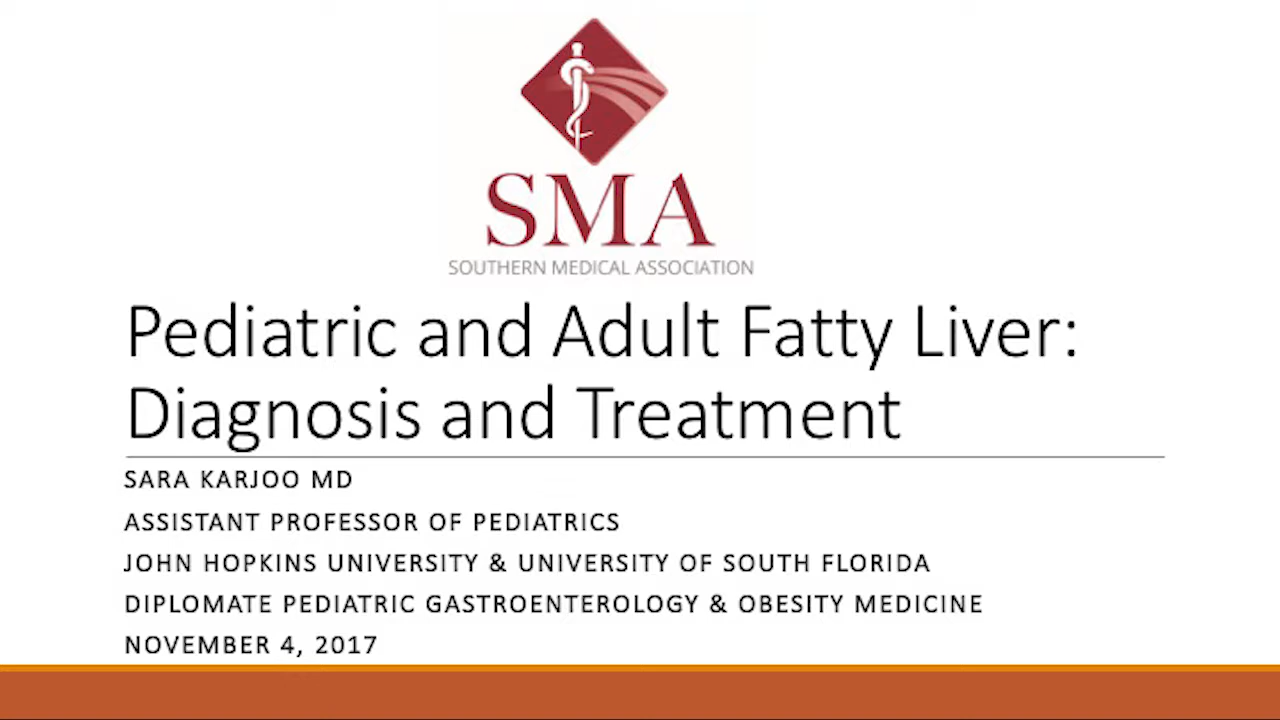 SMA
SOUTHERN MEDICAL ASSOCIATION
Pediatric and Adult Fatty Liver:
Diagnosis and Treatment
SARA KARJOO MD
ASSISTANT PROFESSOR OF PEDIATRICS
JOHN HOPKINS UNIVERSITY & UNIVERSITY OF SOUTH FLORIDA
DIPLOMATE PEDIATRIC GASTROENTEROLOGY & OBESITY MEDICINE
NOVEMBER 4, 2017